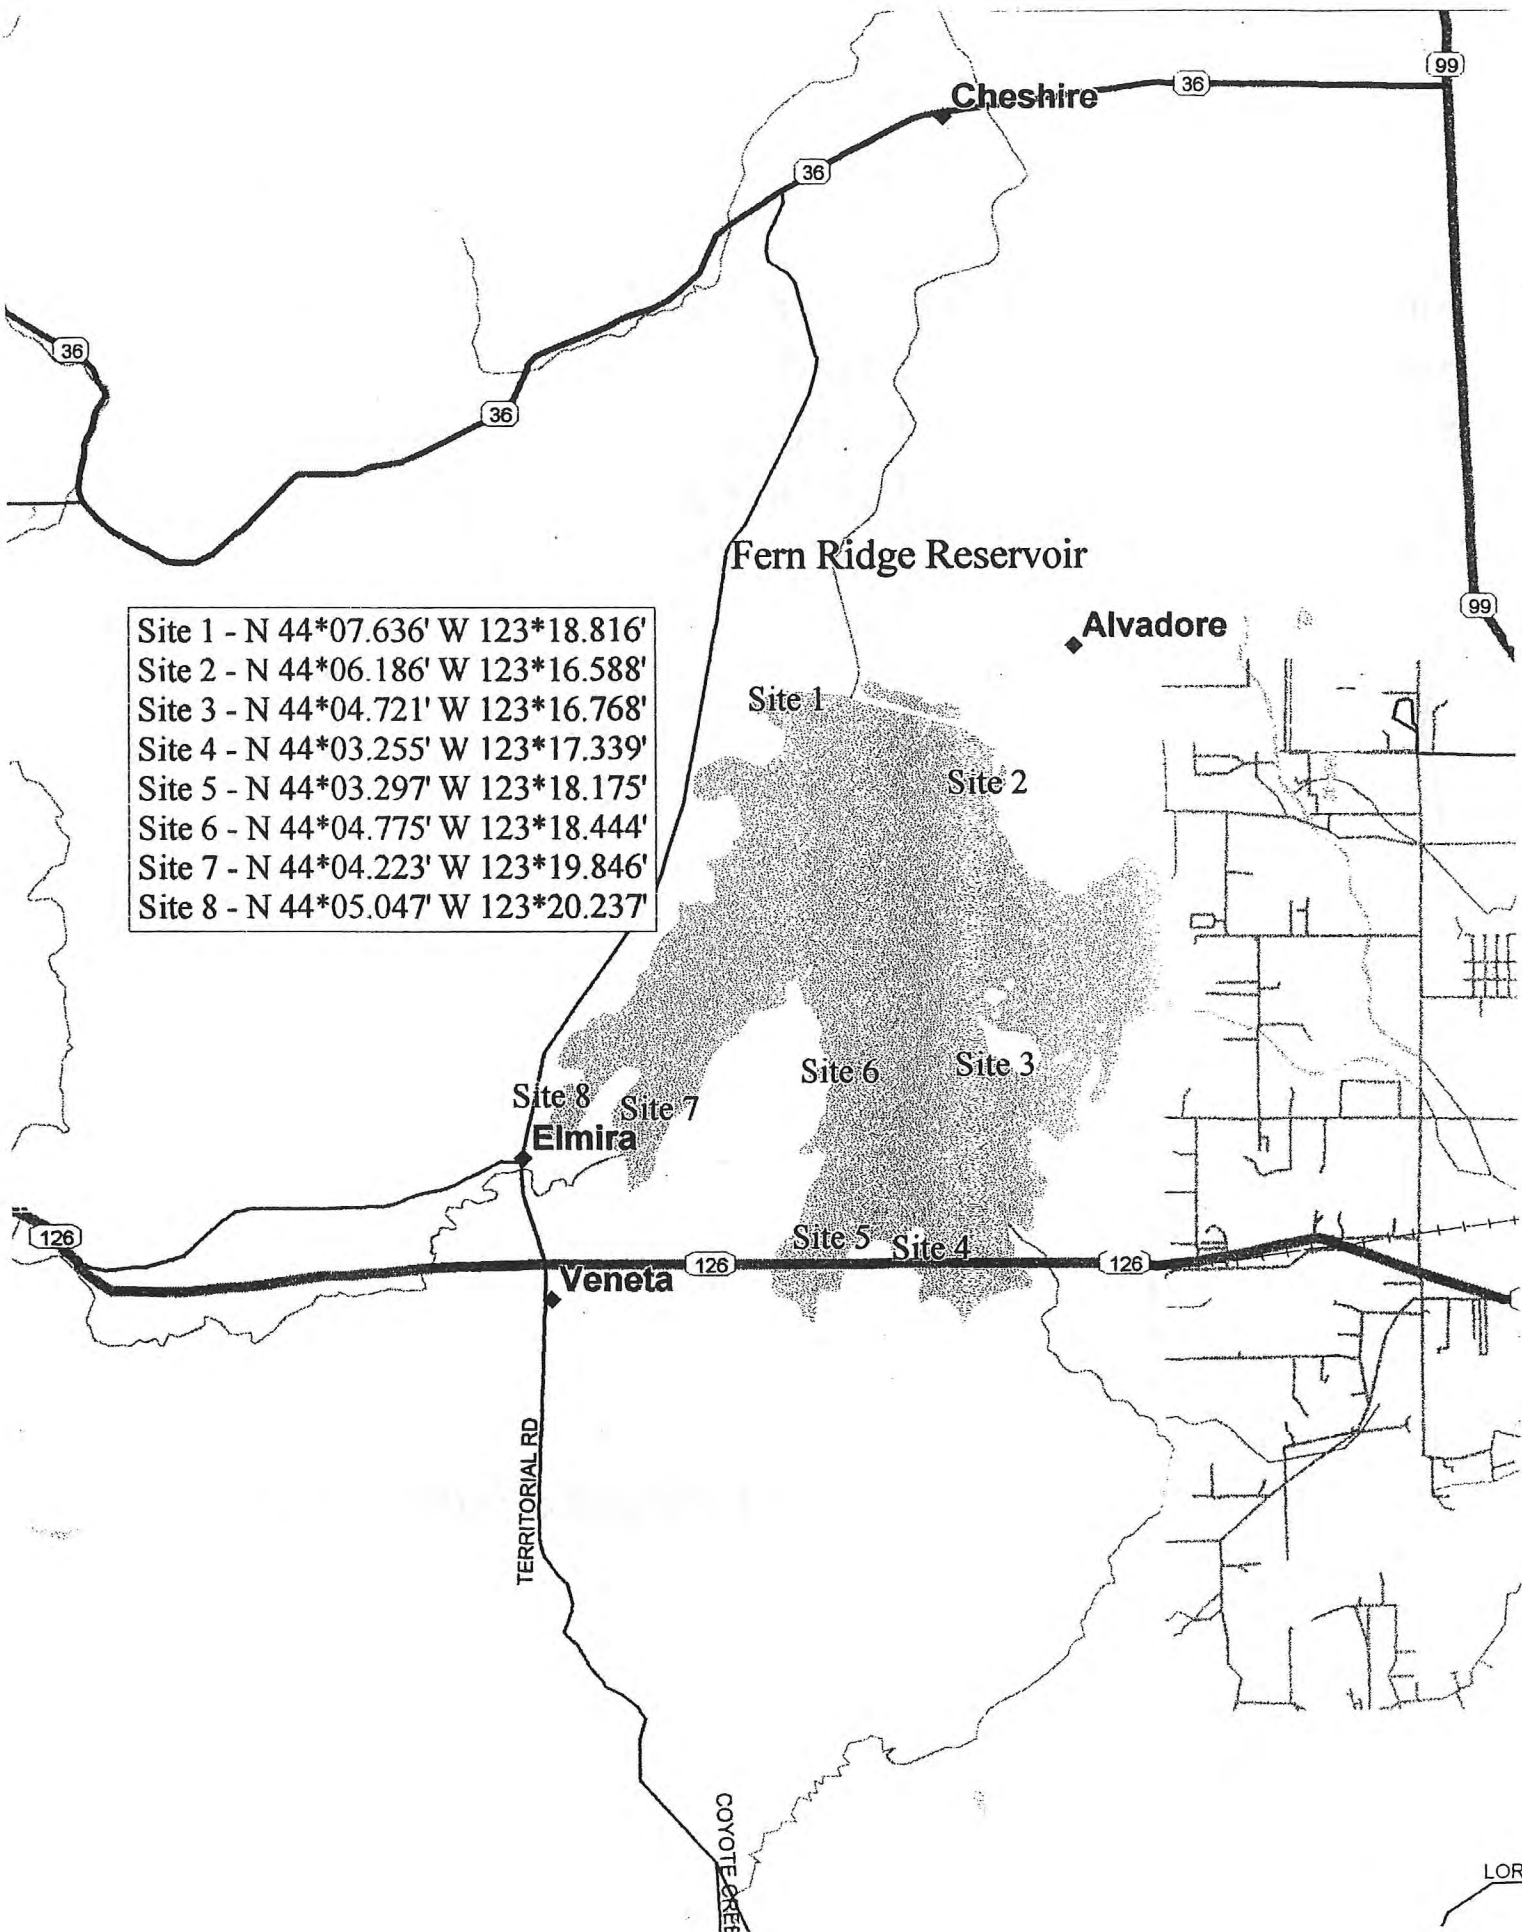 99
Cheshire
36
36
36
36
Fern Ridge Reservoir
99
Alvadore
Site 1 - N 44*07.636' W 123*18.816'
Site 2 - N 44*06.186' W 123*16.588'
Site 3 - N 44*04.721' W 123*16.768'
Site 4 - N 44*03.255' W 123*17.339'
Site 5 - N 44*03.297' W 123*18.175'
Site 6 - N 44*04.775' W 123*18.444'
Site 7 - N 44*04.223' W 123*19.846'
Site 8 - N 44*05.047' W 123*20.237'
Site 1
Site 2
Site 3
Site 6
Site 8
Site 7
Elmira
126
Site 5
Site 4
126
126
Veneta
TERRITORIAL RD
COYOTE CREE
LOR